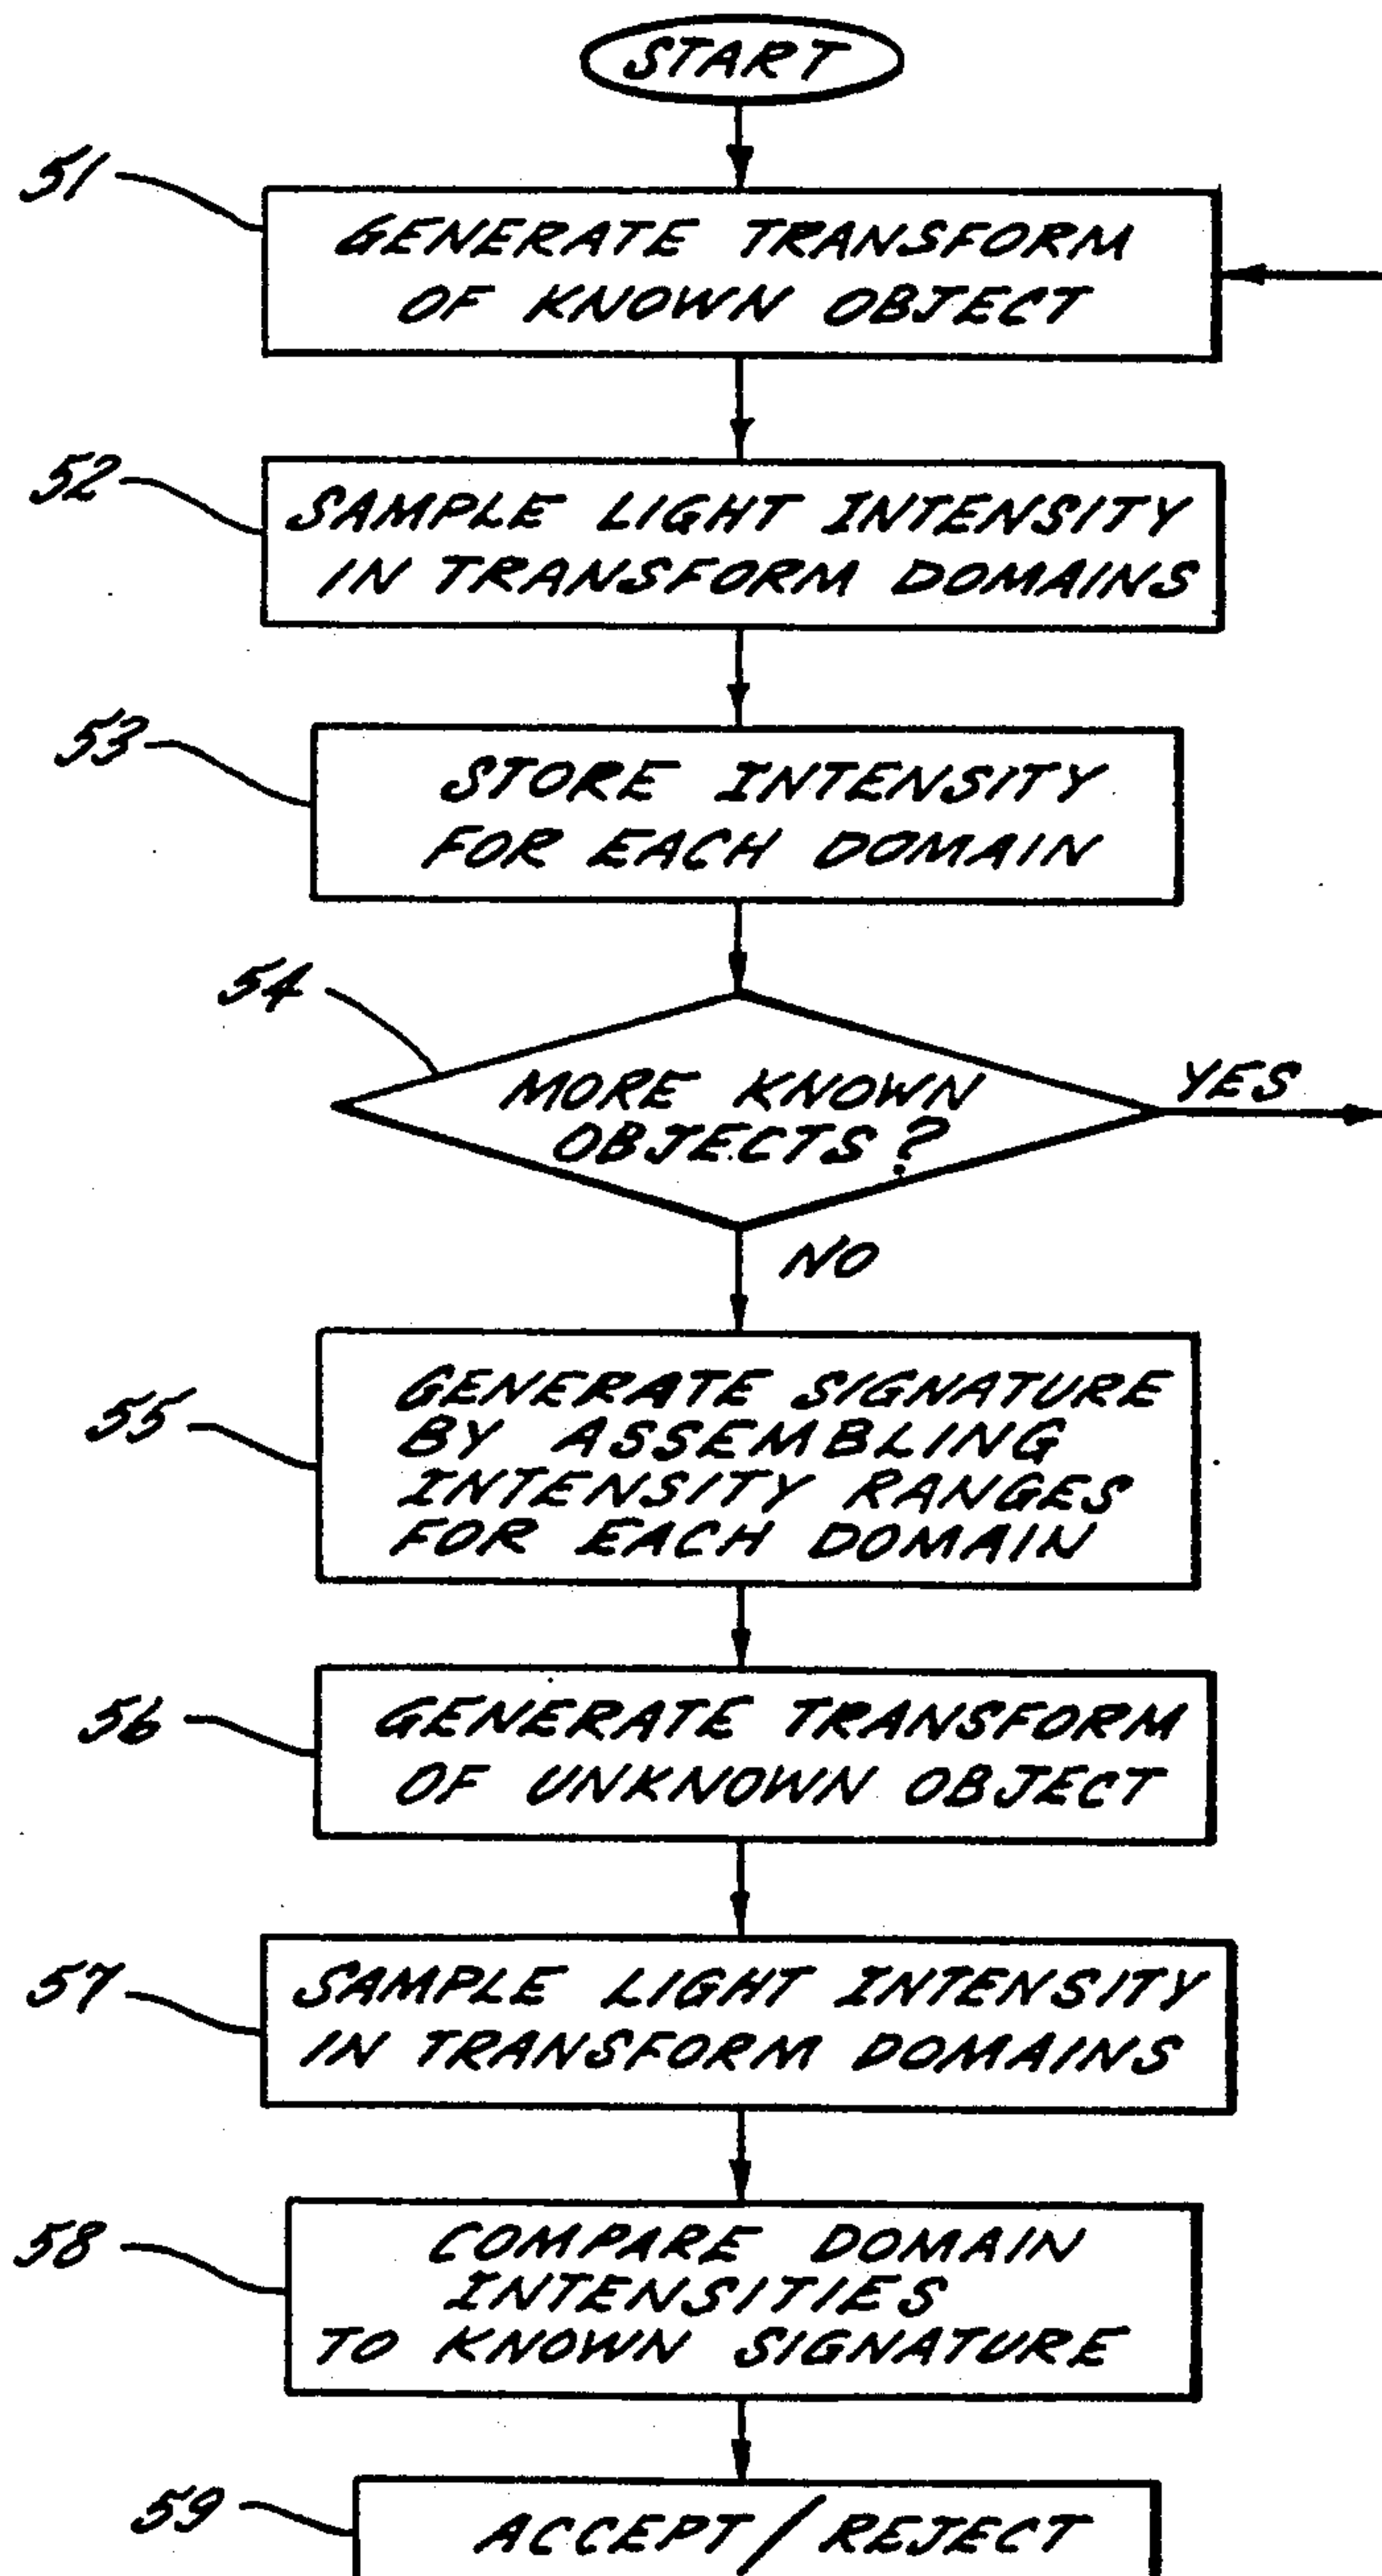 START
51
GENERATE TRANSFORM
OF KNOWN OBJECT
52
SAMPLE LIGHT INTENSITY
IN TRANSFORM DOMAINS
53
STORE INTENSITY
FOR EACH DOMAIN
54
MORE KNOWN
OBJECTS?
YES
NO
55
GENERATE SIGNATURE
BY ASSEMBLING
INTENSITY RANGES
FOR EACH DOMAIN
56
GENERATE TRANSFORM
OF UNKNOWN OBJECT
57
SAMPLE LIGHT INTENSITY
IN TRANSFORM DOMAINS
58
COMPARE DOMAIN
INTENSITIES
TO KNOWN SIGNATURE
59
ACCEPT/REJECT